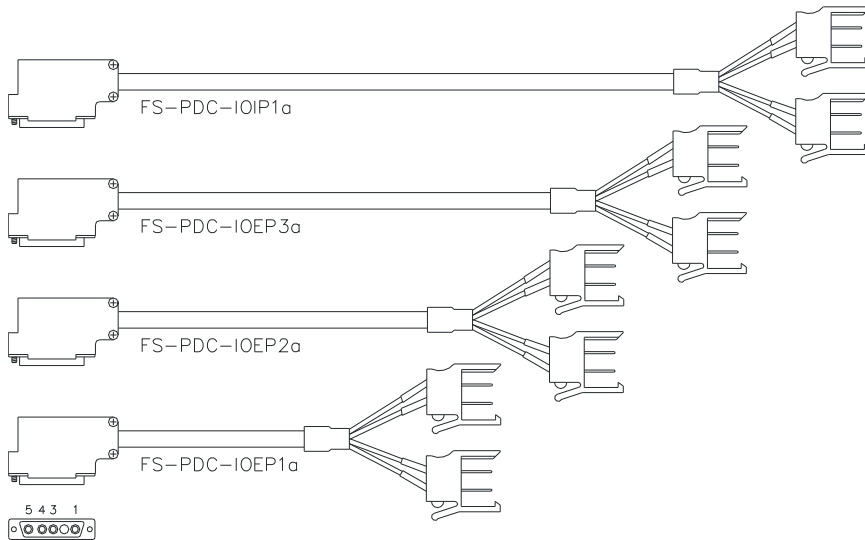 FS-PDC-IOIP1a
FS-PDC-IOEP3a
FS-PDC-IOEP2a
FS-PDC-IOEP1a
5 4 3 1